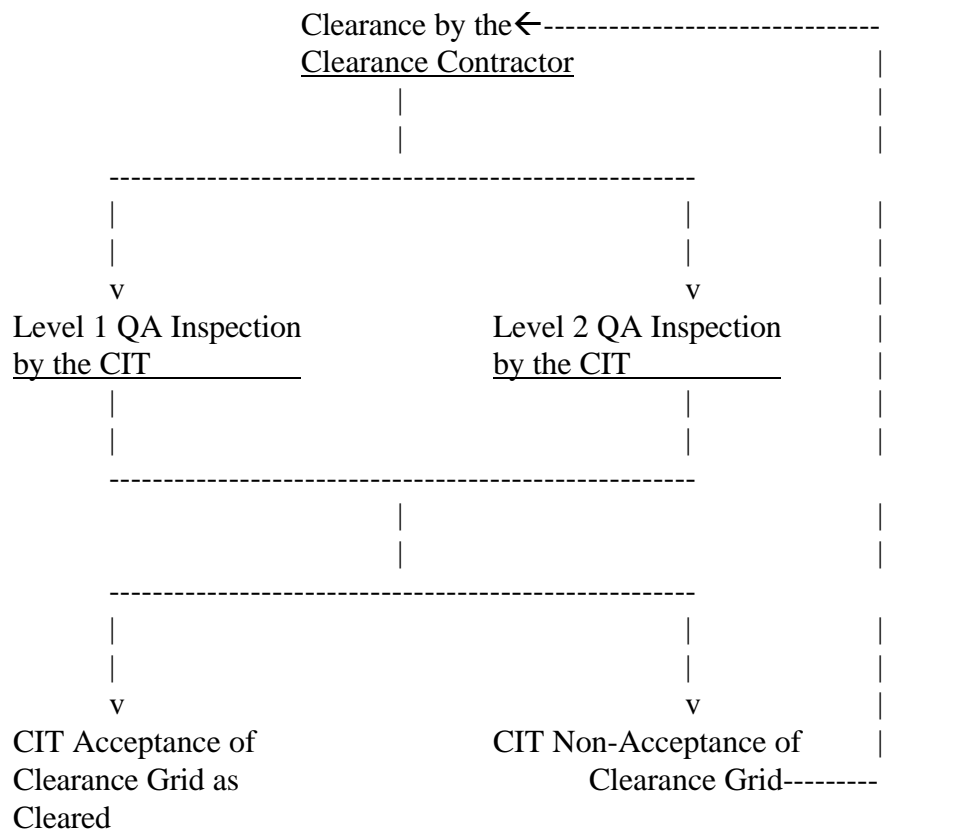 Clearance by the←-------------------------------
Clearance Contractor
Level 1 QA Inspection
by the CIT
Level 2 QA Inspection
by the CIT
CIT Acceptance of
Clearance Grid as
Cleared
CIT Non-Acceptance of
Clearance Grid---------